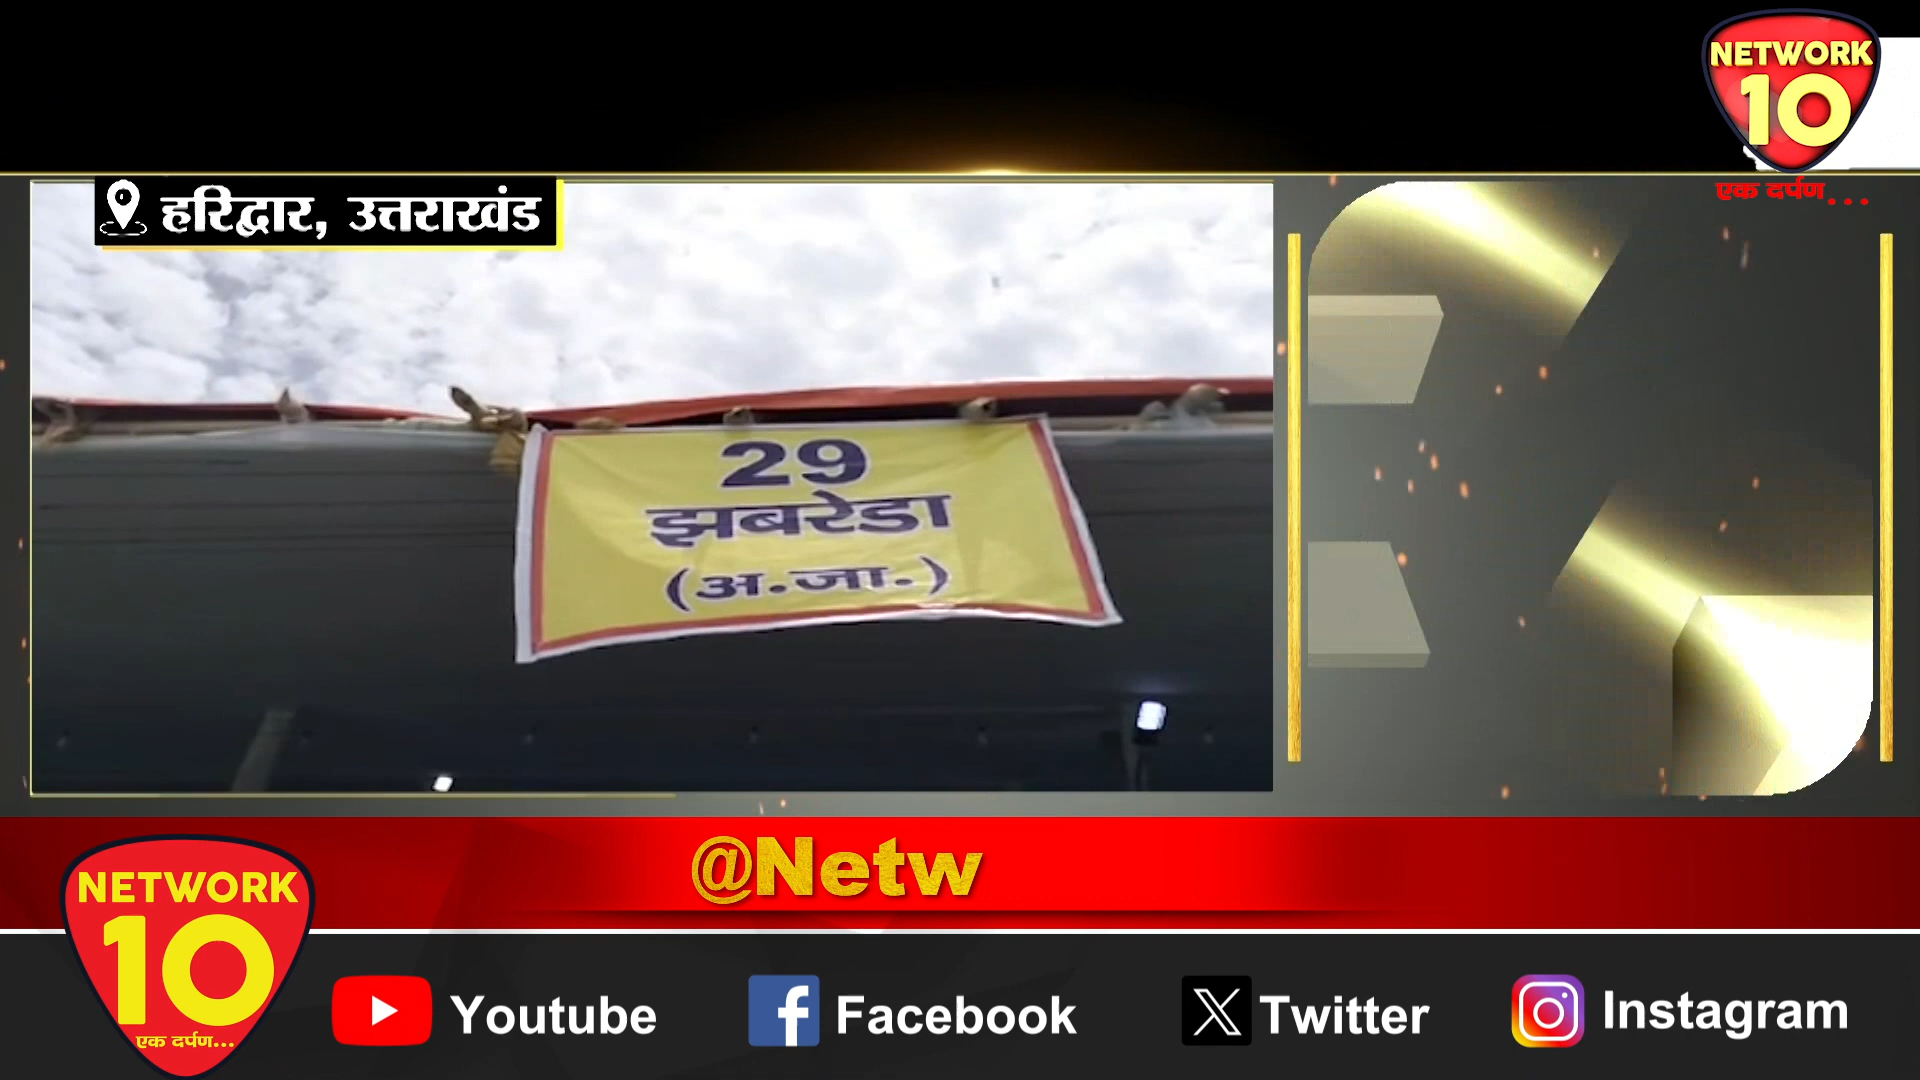 NETWORK
10
एक दर्पण...
हरिद्वार, उत्तराखंड
29
झबरेडा
(अ.जा.)
@Netw
NETWORK
10
एक दर्पण...
Youtube
Facebook
Twitter
Instagram